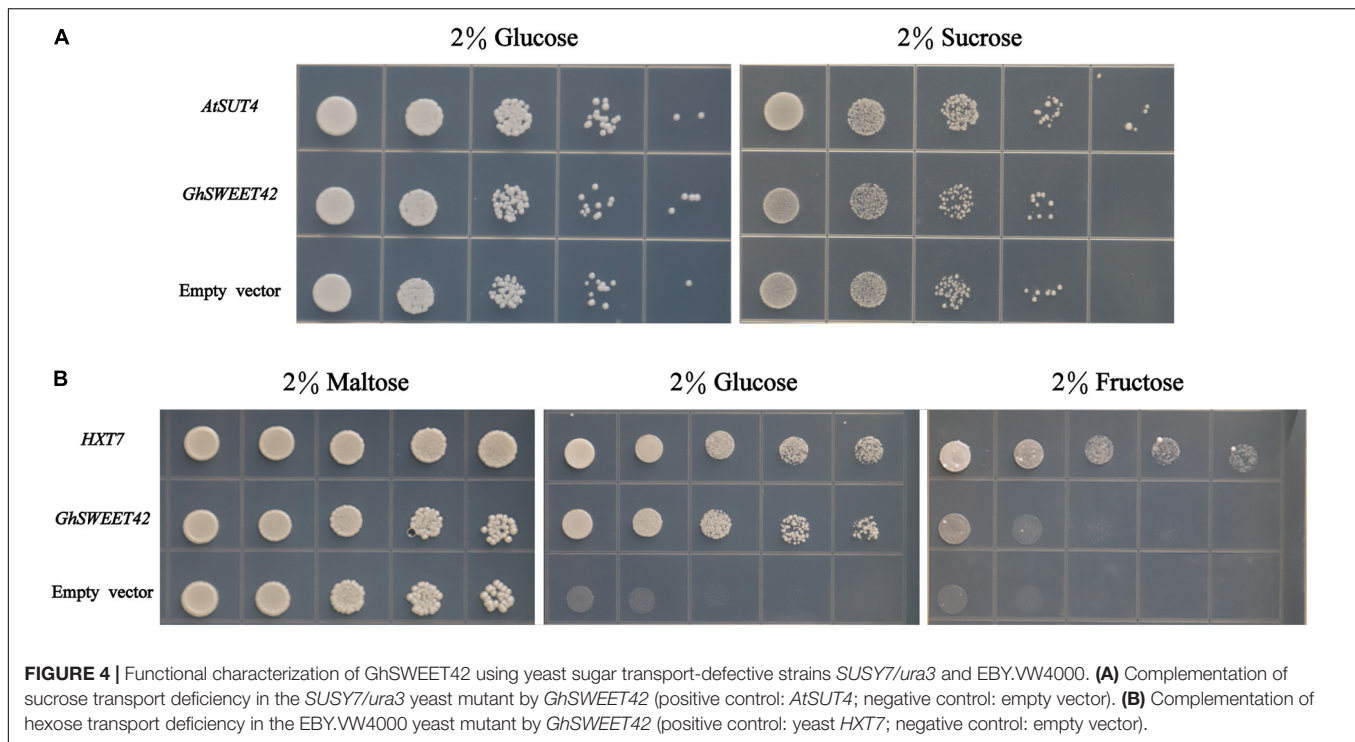 A
2% Glucose
2% Sucrose
AtSUT4
GhSWEET42
Empty vector
B
2% Maltose
2% Glucose
2% Fructose
HXT7
GhSWEET42
Empty vector
FIGURE 4 | Functional characterization of GhSWEET42 using yeast sugar transport-defective strains SUSY7/ura3 and EBY.VW4000. (A) Complementation of
sucrose transport deficiency in the SUSY7/ura3 yeast mutant by GhSWEET42 (positive control: AtSUT4; negative control: empty vector). (B) Complementation of
hexose transport deficiency in the EBY.VW4000 yeast mutant by GhSWEET42 (positive control: yeast HXT7; negative control: empty vector).